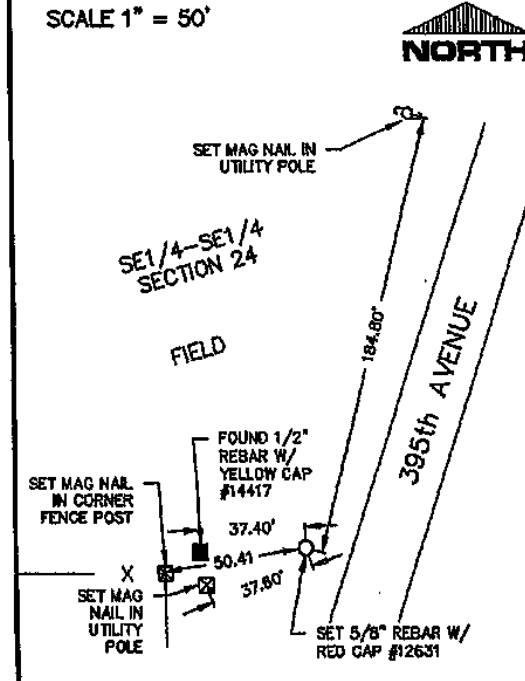 SCALE 1" = 50'
NORTH
SET MAG NAIL IN
UTILITY POLE
SE1/4-SE1/4
SECTION 24
FIELD
184.80'
395th AVENUE
FOUND 1/2"
REBAR W/
YELLOW CAP
#14417
SET MAG NAIL
IN CORNER
FENCE POST
37.40'
50.41
37.60'
X
SET MAG
NAIL IN
UTILITY
POLE
SET 5/8" REBAR W/
RED CAP #12631